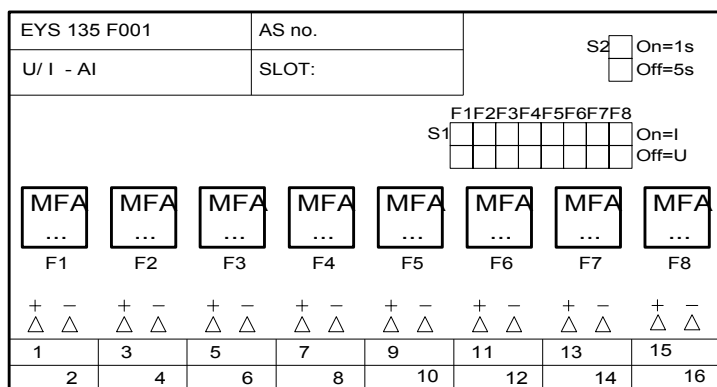 EYS 135 F001 AS no.
S2 On=1s
U/ I - AI SLOT: Off=5s
F1F2F3F4F5F6F7F8
S1 On=I
Off=U
MFA MFA MFA MFA MFA MFA MFA MFA
... ... ... ... ... ... ... ...
F1 F2 F3 F4 F5 F6 F7 F8
+ − + − + − + − + − + − + − + −
1 3 5 7 9 11 13 15
2 4 6 8 10 12 14 16